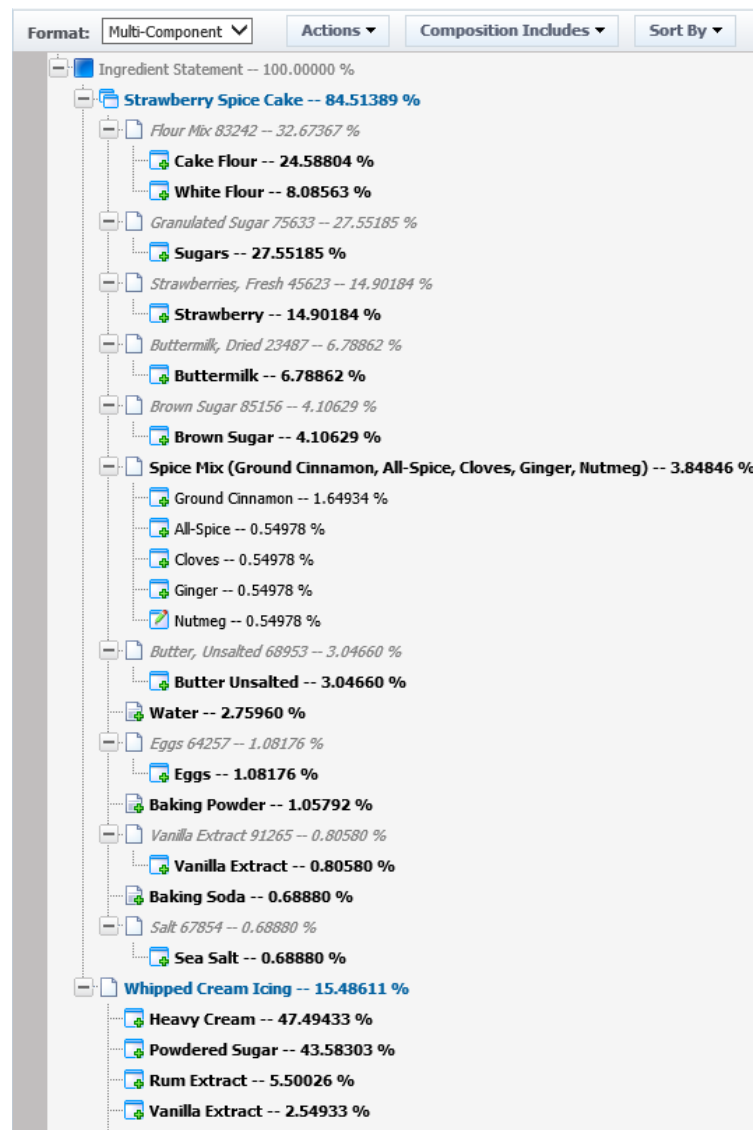 Format: Multi-Component Actions Composition Includes Sort By
Ingredient Statement -- 100.00000 %
Strawberry Spice Cake -- 84.51389 %
Flour Mix 83242 -- 32.67367 %
Cake Flour -- 24.58804 %
White Flour -- 8.08563 %
Granulated Sugar 75633 -- 27.55185 %
Sugars -- 27.55185 %
Strawberries, Fresh 45623 -- 14.90184 %
Strawberry -- 14.90184 %
Buttermilk, Dried 23487 -- 6.78862 %
Buttermilk -- 6.78862 %
Brown Sugar 85156 -- 4.10629 %
Brown Sugar -- 4.10629 %
Spice Mix (Ground Cinnamon, All-Spice, Cloves, Ginger, Nutmeg) -- 3.84846 %
Ground Cinnamon -- 1.64934 %
All-Spice -- 0.54978 %
Cloves -- 0.54978 %
Ginger -- 0.54978 %
Nutmeg -- 0.54978 %
Butter, Unsalted 68953 -- 3.04660 %
Butter Unsalted -- 3.04660 %
Water -- 2.75960 %
Eggs 64257 -- 1.08176 %
Eggs -- 1.08176 %
Baking Powder -- 1.05792 %
Vanilla Extract 91265 -- 0.80580 %
Vanilla Extract -- 0.80580 %
Baking Soda -- 0.68880 %
Salt 67854 -- 0.68880 %
Sea Salt -- 0.68880 %
Whipped Cream Icing -- 15.48611 %
Heavy Cream -- 47.49433 %
Powdered Sugar -- 43.58303 %
Rum Extract -- 5.50026 %
Vanilla Extract -- 2.54933 %